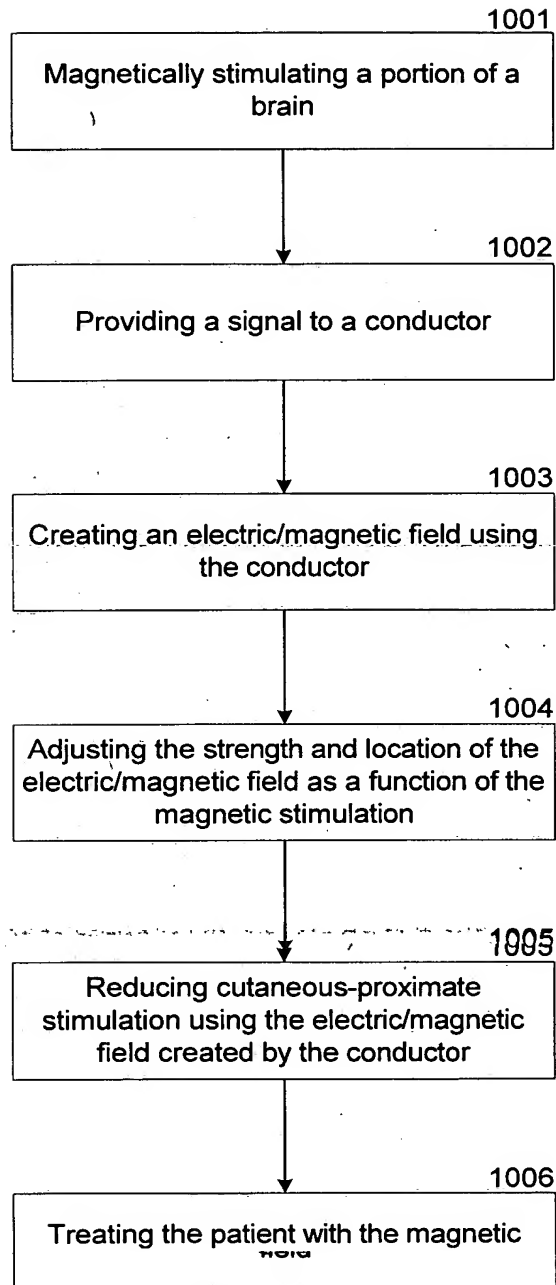 1001
Magnetically stimulating a portion of a
brain
1002
Providing a signal to a conductor
1003
Creating an electric/magnetic field using
the conductor
1004
Adjusting the strength and location of the
electric/magnetic field as a function of the
magnetic stimulation
1005
Reducing cutaneous-proximate
stimulation using the electric/magnetic
field created by the conductor
1006
Treating the patient with the magnetic